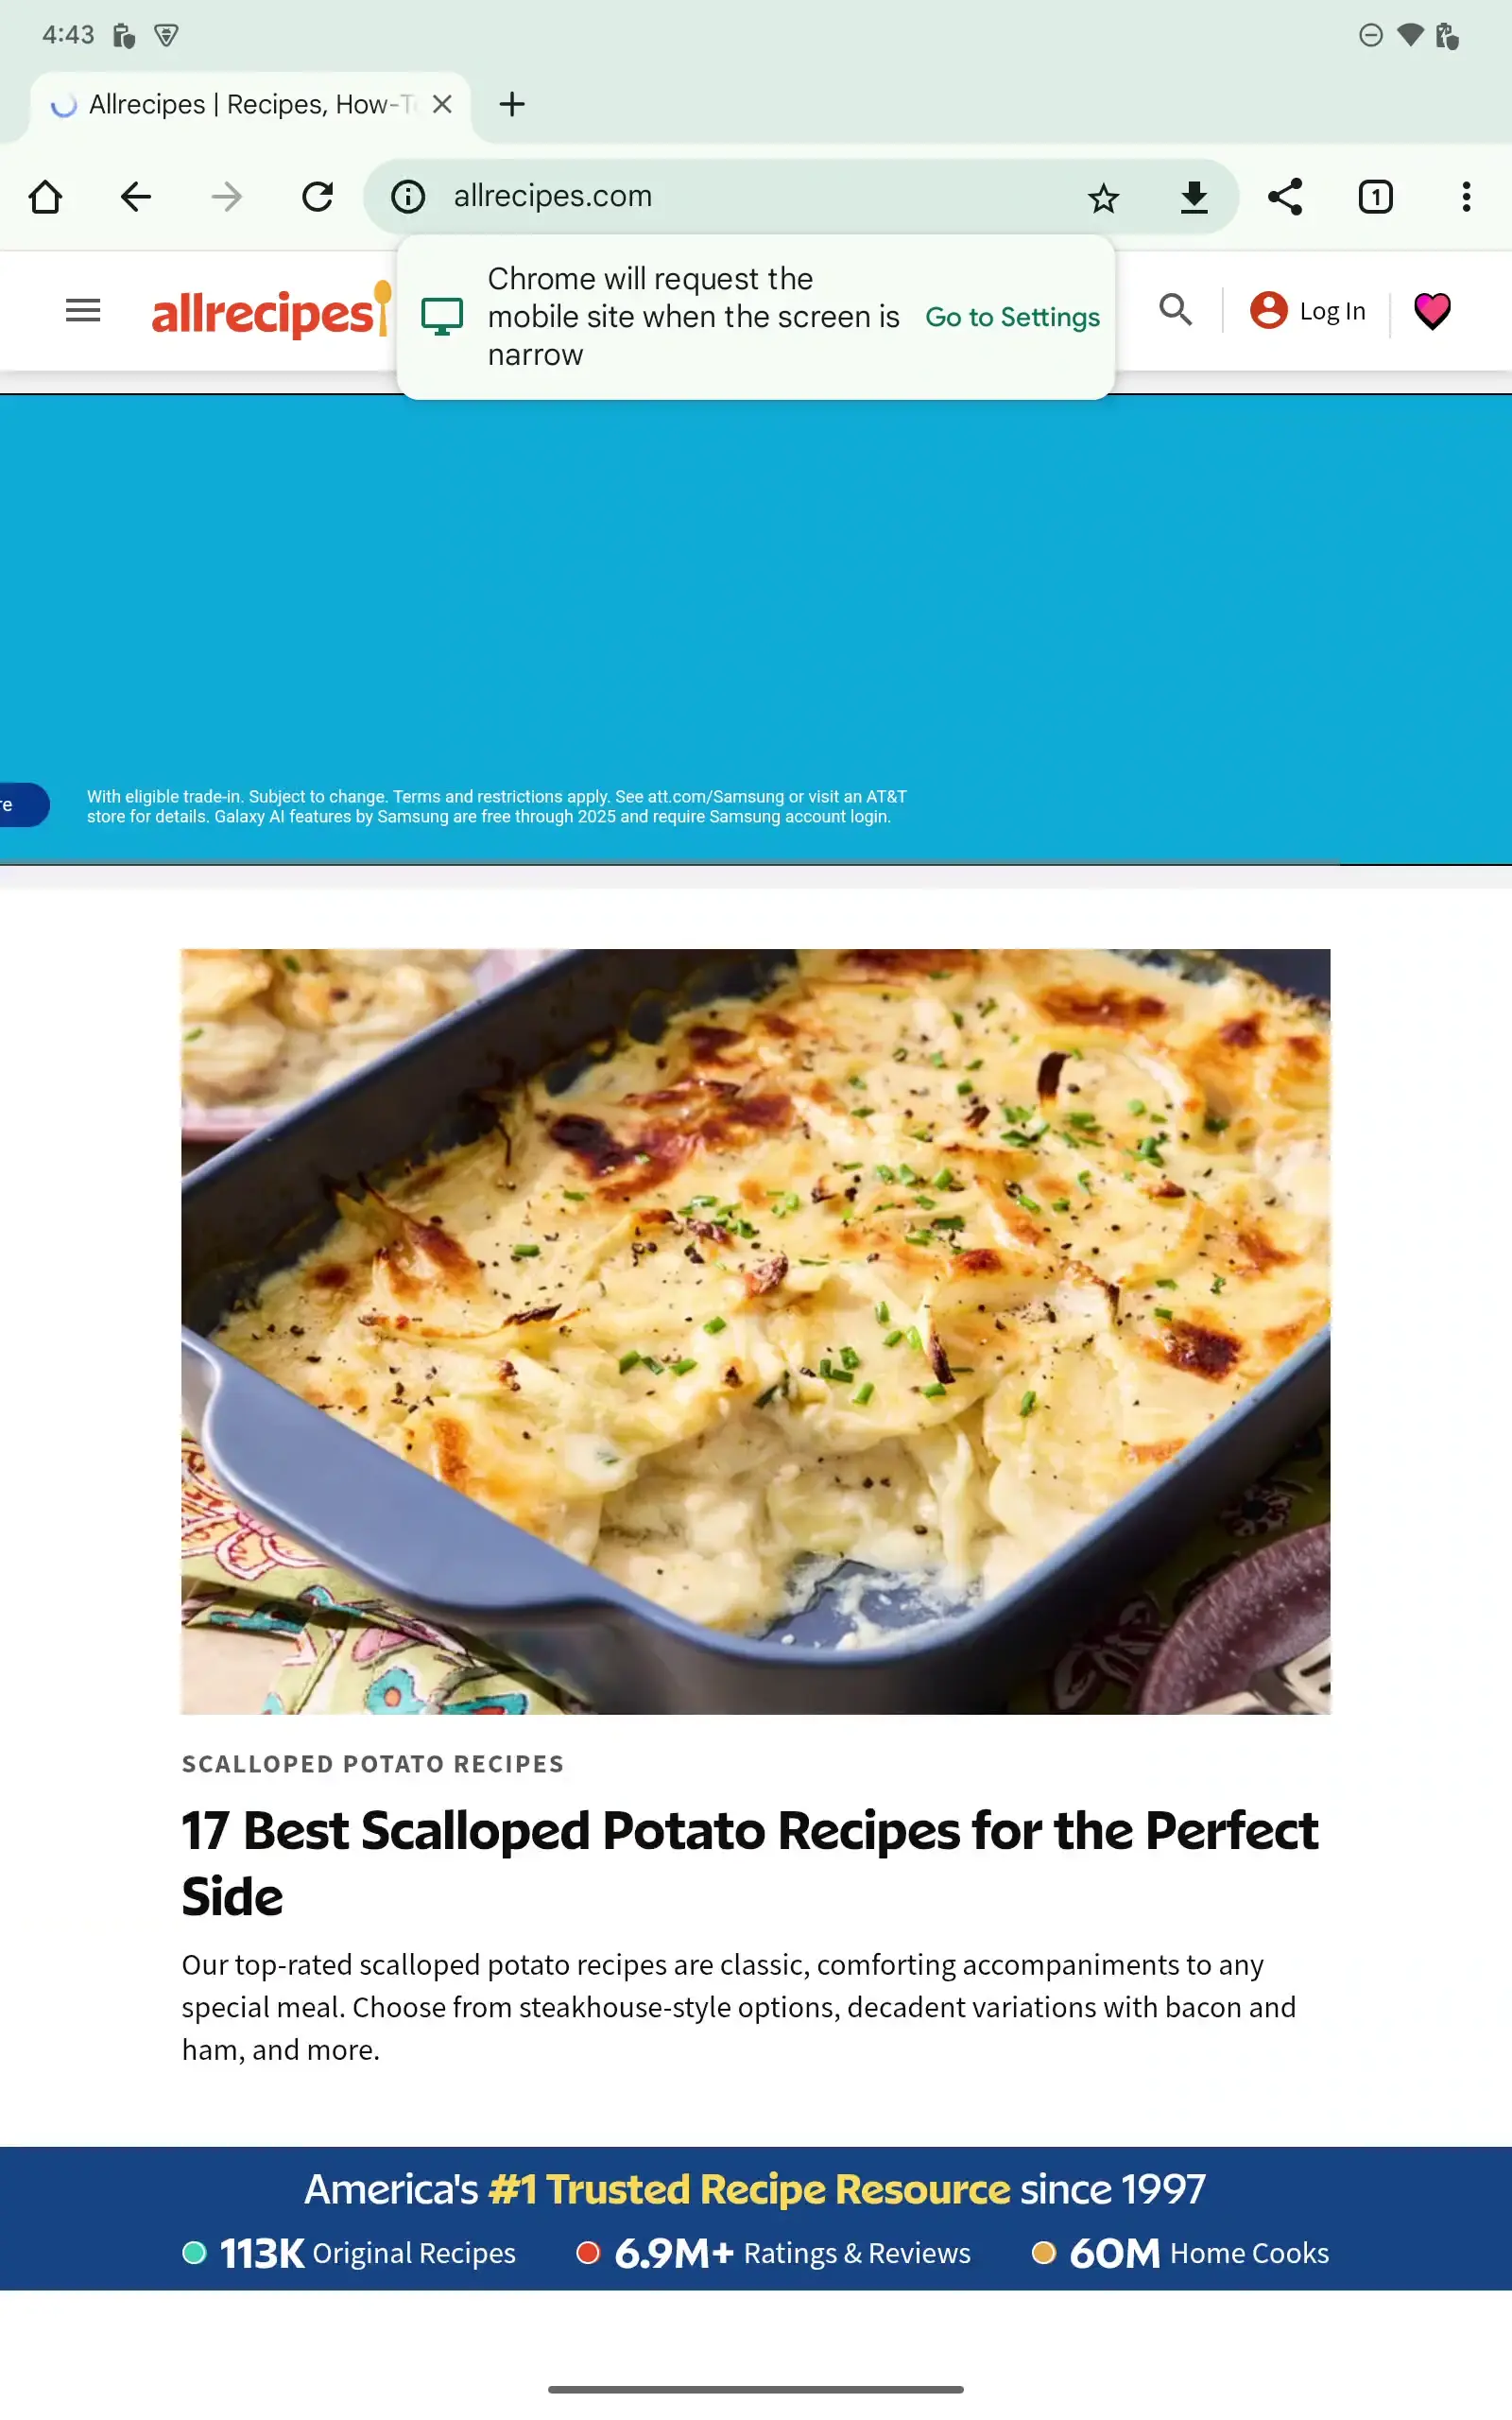 4:43
Allrecipes | Recipes, How-T
allrecipes.com
1
allrecipes
Chrome will request the
mobile site when the screen is
narrow
Go to Settings
Log In
re
With eligible trade-in. Subject to change. Terms and restrictions apply. See att.com/Samsung or visit an AT&T
store for details. Galaxy AI features by Samsung are free through 2025 and require Samsung account login.
SCALLOPED POTATO RECIPES
17 Best Scalloped Potato Recipes for the Perfect
Side
Our top-rated scalloped potato recipes are classic, comforting accompaniments to any
special meal. Choose from steakhouse-style options, decadent variations with bacon and
ham, and more.
America's #1 Trusted Recipe Resource since 1997
113K Original Recipes 6.9M+ Ratings & Reviews 60M Home Cooks